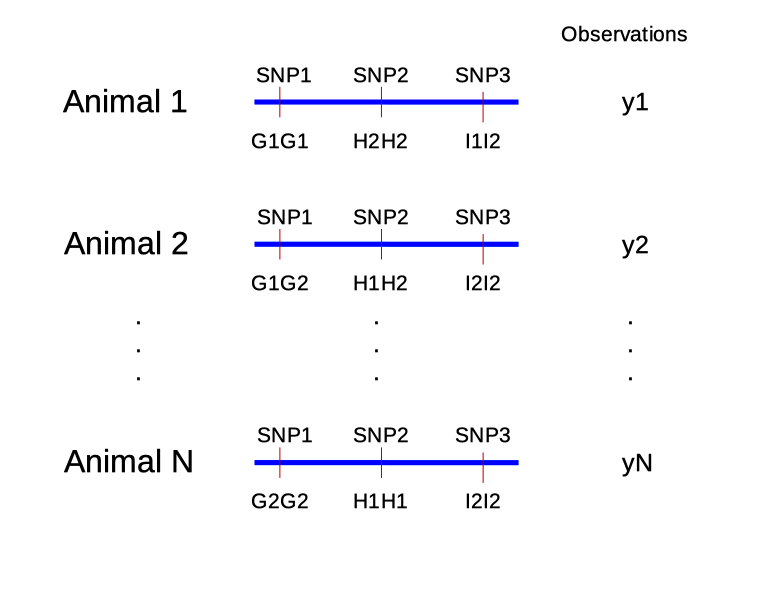 Observations
SNP1 SNP2 SNP3
Animal 1 y1
G1G1 H2H2 I1I2
SNP1 SNP2 SNP3
Animal 2 y2
G1G2 H1H2 I2I2
. . .
. . .
. . .
SNP1 SNP2 SNP3
Animal N yN
G2G2 H1H1 I2I2